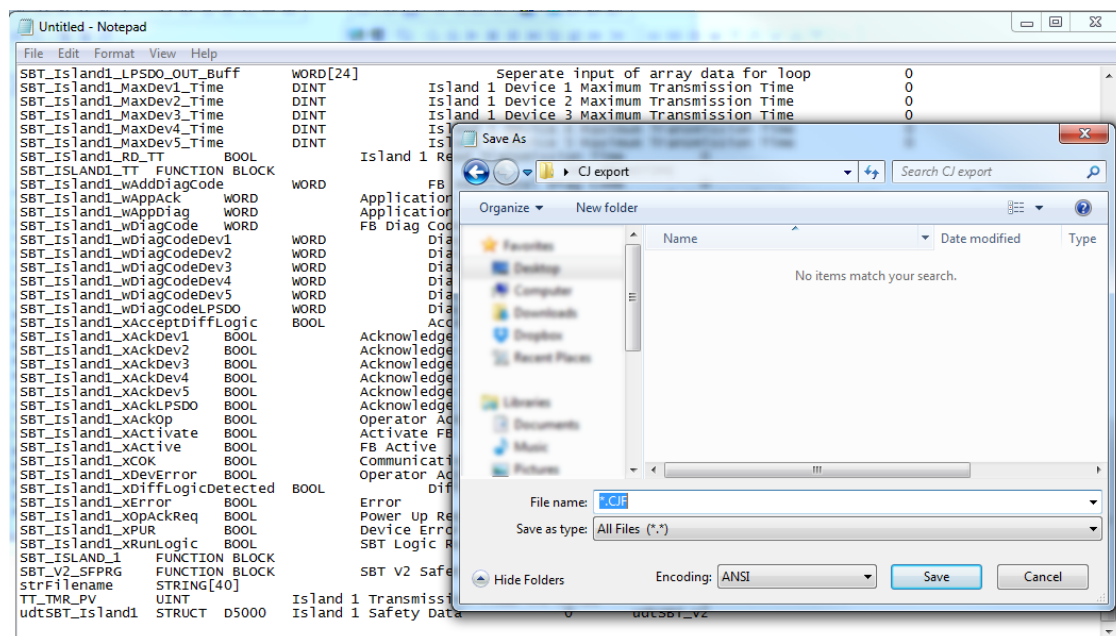 Untitled - Notepad
File Edit Format View Help
SBT_Island1_LPSDO_OUT_Buff WORD[24] Seperate input of array data for loop 0
SBT_Island1_MaxDev1_Time DINT Island 1 Device 1 Maximum Transmission Time 0
SBT_Island1_MaxDev2_Time DINT Island 1 Device 2 Maximum Transmission Time 0
SBT_Island1_MaxDev3_Time DINT Island 1 Device 3 Maximum Transmission Time 0
SBT_Island1_MaxDev4_Time DINT Isl
SBT_Island1_MaxDev5_Time DINT Isl
SBT_Island1_RD_TT BOOL Island 1 Re
SBT_ISLAND1_TT FUNCTION BLOCK
SBT_Island1_wAddDiagCode WORD FB
SBT_Island1_wAppAck WORD Application
SBT_Island1_wAppDiag WORD Application
SBT_Island1_wDiagCode WORD FB Diag Cod
SBT_Island1_wDiagCodeDev1 WORD Dia
SBT_Island1_wDiagCodeDev2 WORD Dia
SBT_Island1_wDiagCodeDev3 WORD Dia
SBT_Island1_wDiagCodeDev4 WORD Dia
SBT_Island1_wDiagCodeDev5 WORD Dia
SBT_Island1_wDiagCodeLPSDO WORD Dia
SBT_Island1_xAcceptDiffLogic BOOL Acc
SBT_Island1_xAckDev1 BOOL Acknowledge
SBT_Island1_xAckDev2 BOOL Acknowledge
SBT_Island1_xAckDev3 BOOL Acknowledge
SBT_Island1_xAckDev4 BOOL Acknowledge
SBT_Island1_xAckDev5 BOOL Acknowledge
SBT_Island1_xAckLPSDO BOOL Acknowledge
SBT_Island1_xAckOp BOOL Operator Ac
SBT_Island1_xActivate BOOL Activate FB
SBT_Island1_xActive BOOL FB Active
SBT_Island1_xCOK BOOL Communicati
SBT_Island1_xDevError BOOL Operator Ac
SBT_Island1_xDiffLogicDetected BOOL Dif
SBT_Island1_xError BOOL Error
SBT_Island1_xOpAckReq BOOL Power Up Re
SBT_Island1_xPUR BOOL Device Erro
SBT_Island1_xRunLogic BOOL SBT Logic R
SBT_ISLAND_1 FUNCTION BLOCK
SBT_V2_SFPRG FUNCTION BLOCK SBT V2 Safe
strFilename STRING[40]
TT_TMR_PV UINT Island 1 Transmissi
udtSBT_Island1 STRUCT D5000 Island 1 Safety Data 0 udtSBT_V2
Save As
CJ export
Search CJ export
Organize New folder
Name Date modified Type
No items match your search.
Favorites
Desktop
Computer
Downloads
Dropbox
Recent Places
Libraries
Documents
Music
Pictures
File name: *.CJF
Save as type: All Files (*.*)
Hide Folders Encoding: ANSI Save Cancel